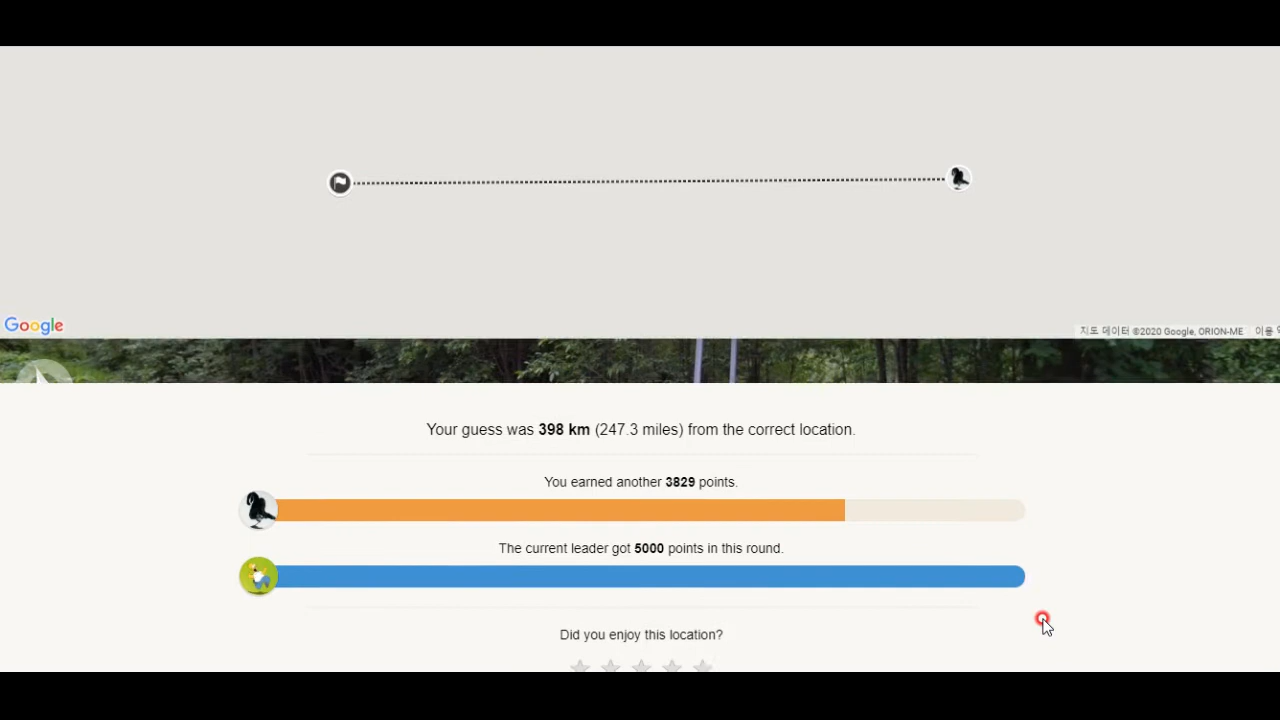 Google
지도 데이터 ©2020 Google, ORION-ME 이용
Your guess was 398 km (247.3 miles) from the correct location.
You earned another 3829 points.
The current leader got 5000 points in this round.
Did you enjoy this location?